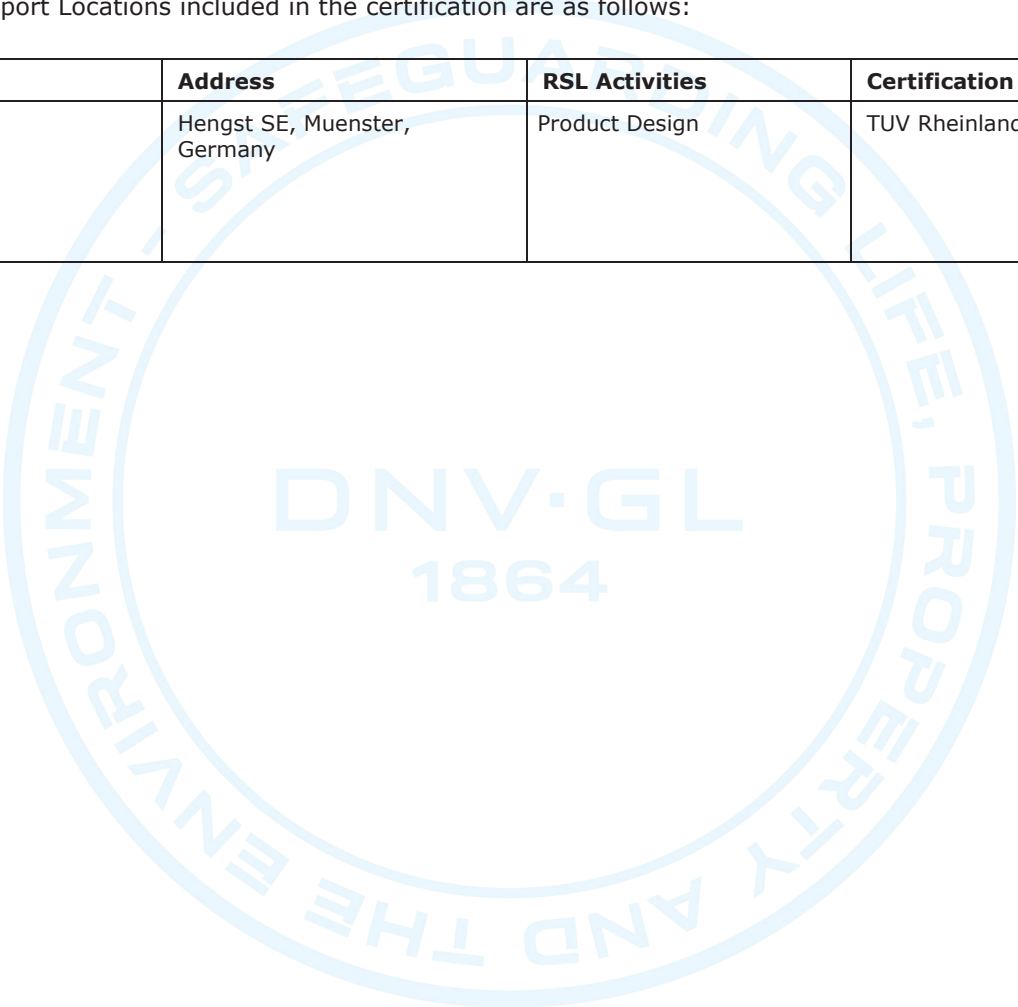 port Locations included in the certification are as follows:
Address RSL Activities Certification
Hengst SE, Muenster, Product Design TUV Rheinland
Germany
SAFEGUARDING LIFE, PROPERTY AND THE ENVIRONMENT –
DNV·GL
1864